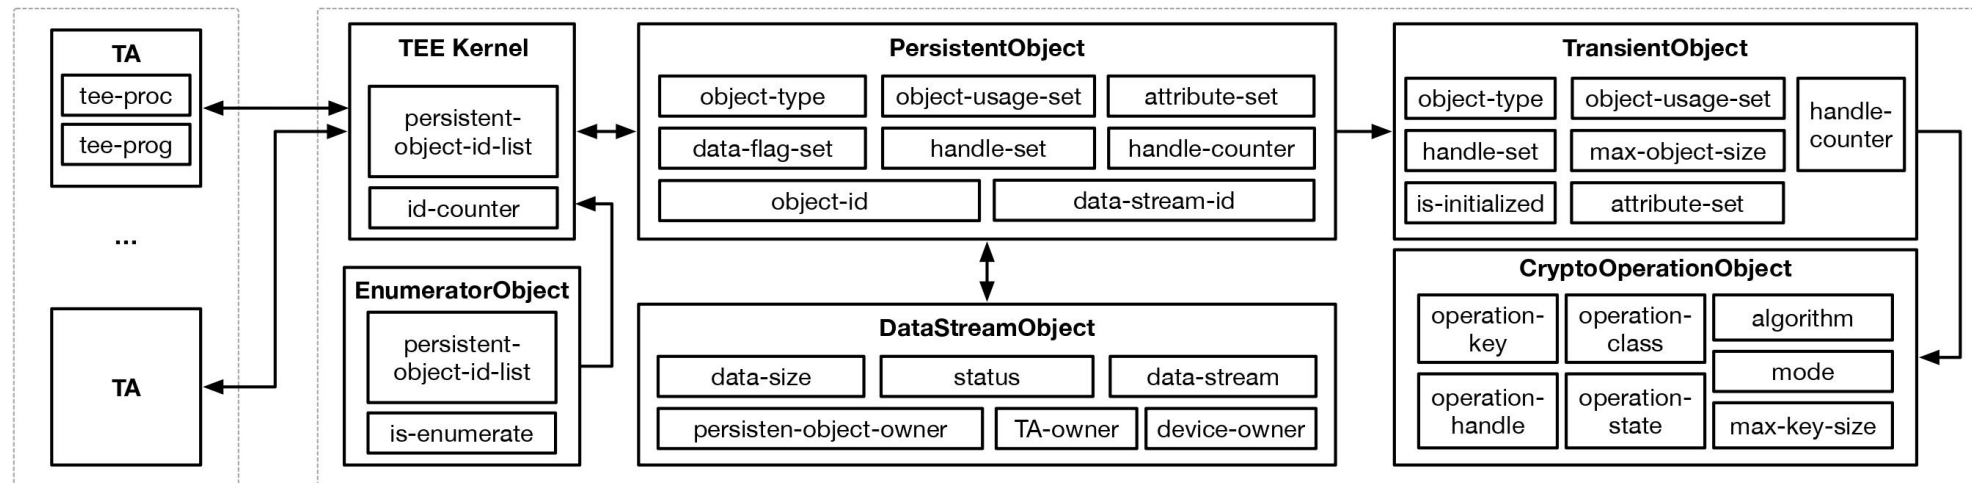 TA
tee-proc
tee-prog
...
TA
TEE Kernel
persistent-
object-id-list
id-counter
EnumeratorObject
persistent-
object-id-list
is-enumerate
PersistentObject
object-type
object-usage-set
attribute-set
data-flag-set
handle-set
handle-counter
object-id
data-stream-id
DataStreamObject
data-size
status
data-stream
persisten-object-owner
TA-owner
device-owner
TransientObject
object-type
object-usage-set
handle-
counter
handle-set
max-object-size
is-initialized
attribute-set
CryptoOperationObject
operation-
key
operation-
class
algorithm
mode
operation-
handle
operation-
state
max-key-size